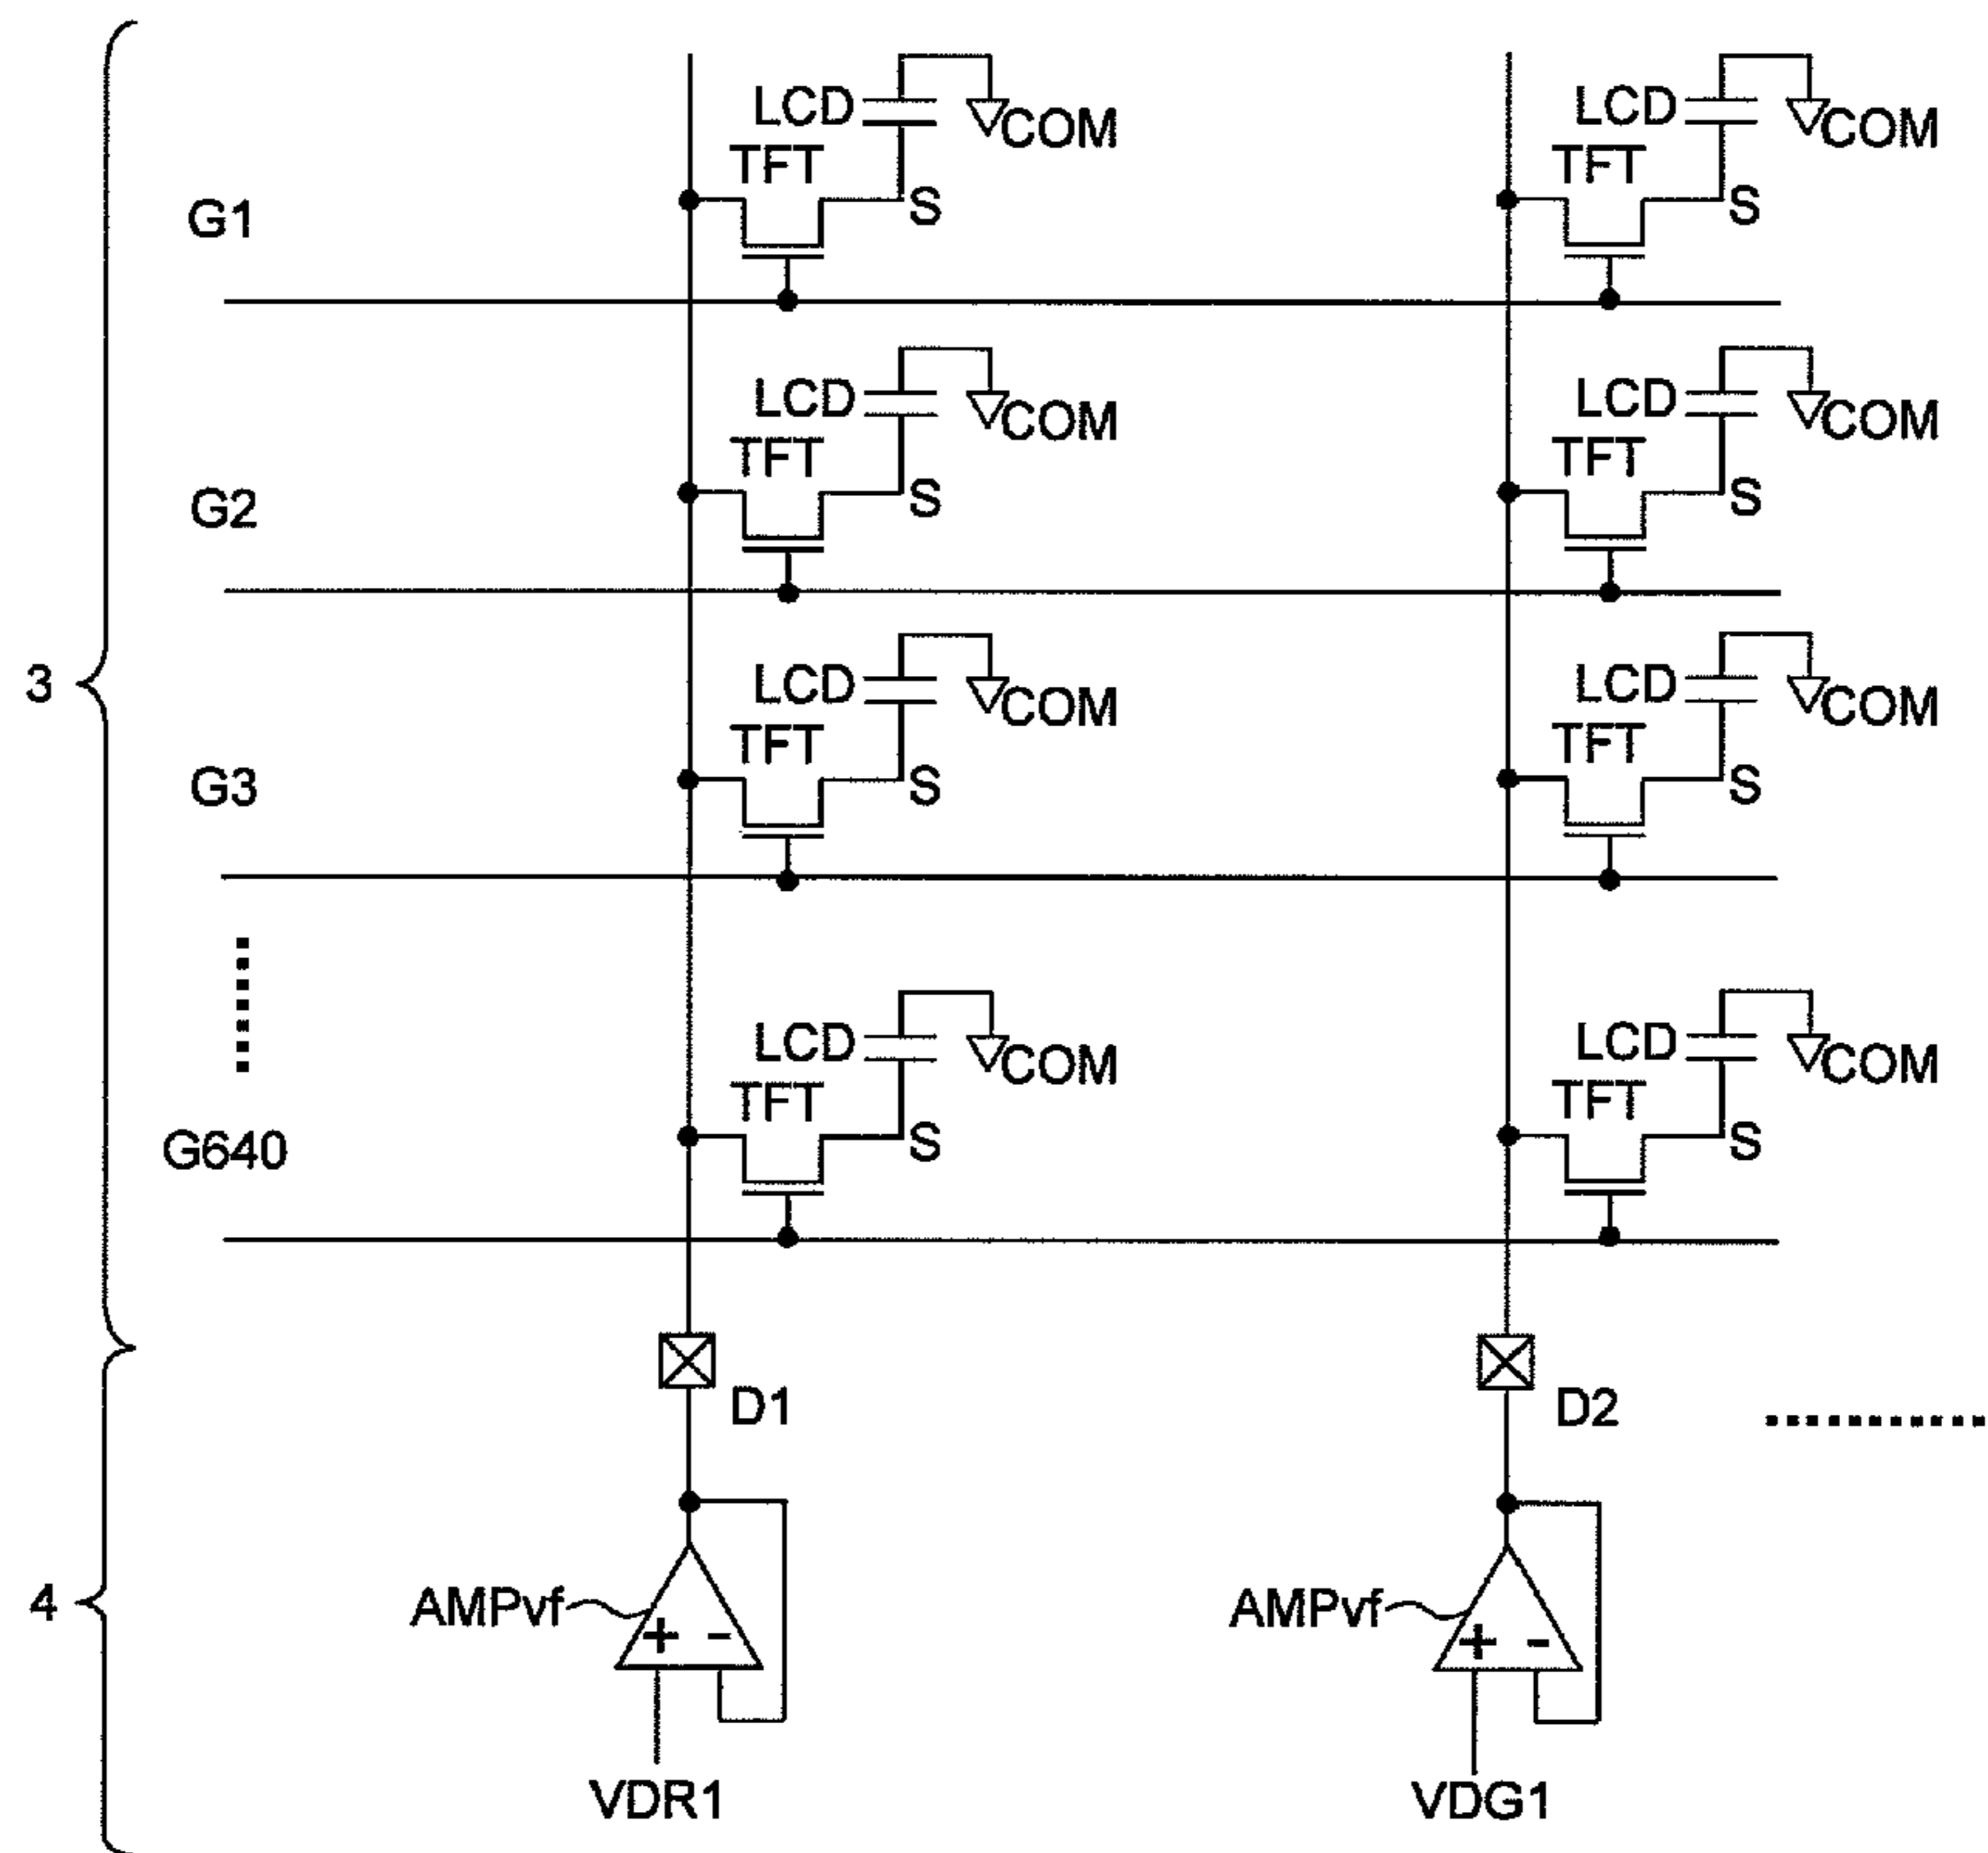 LCD COM LCD COM
TFT TFT
G1 S S
LCD COM LCD COM
TFT TFT
G2 S S
3 LCD COM LCD COM
TFT TFT
G3 S S
LCD COM LCD COM
TFT TFT
G640 S S
D1 D2
4 AMPvf AMPvf
+ - + -
VDR1 VDG1